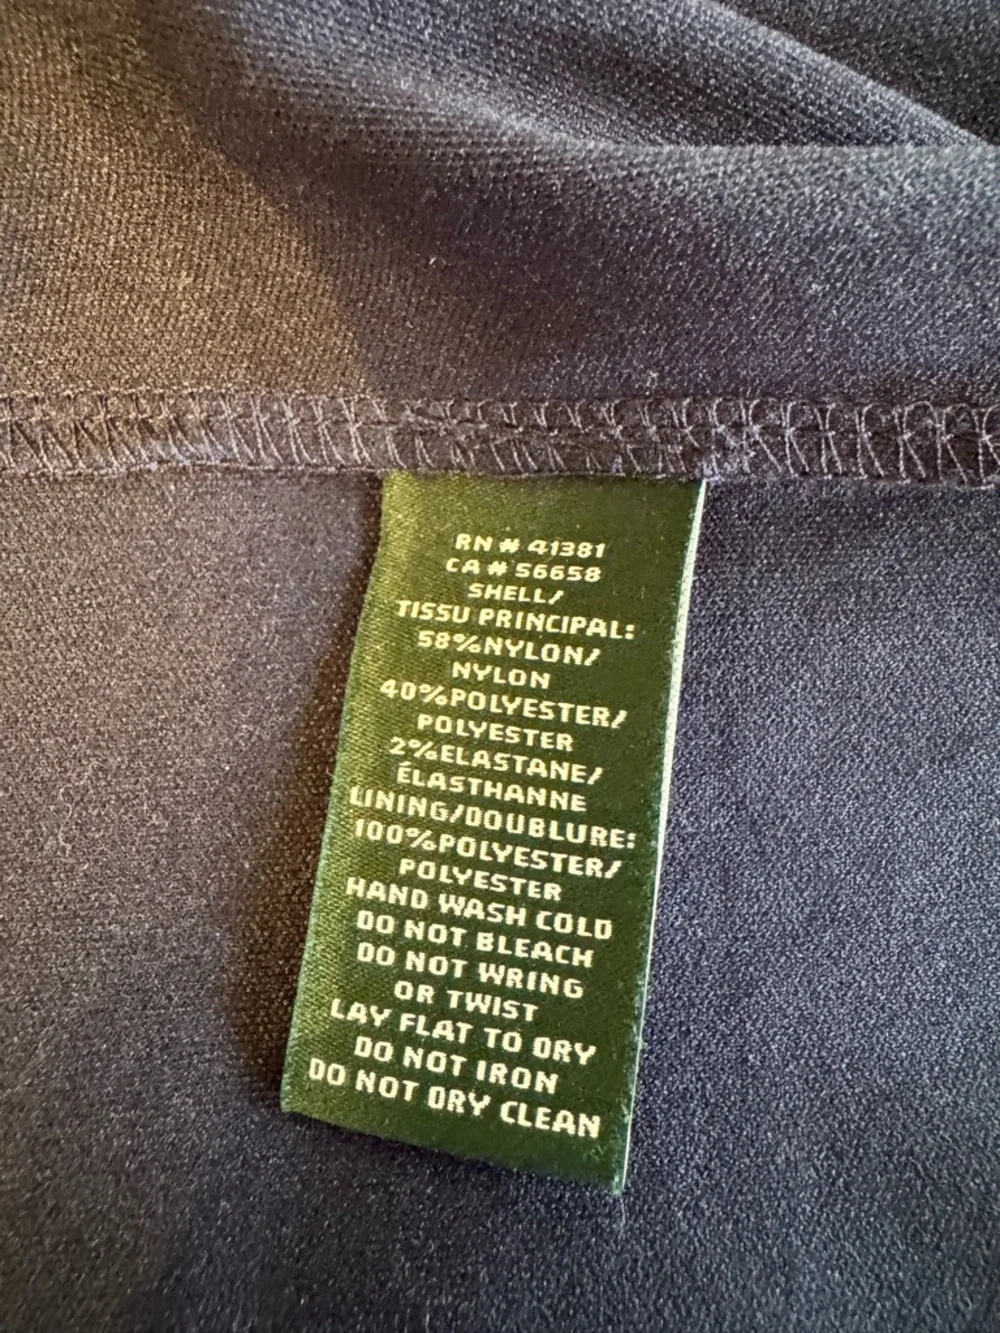 RN # 41381
CA # 56658
SHELL/
TISSU PRINCIPAL:
58%NYLON/
NYLON
40%POLYESTER/
POLYESTER
2%ELASTANE/
ÉLASTHANNE
LINING/DOUBLURE:
100%POLYESTER/
POLYESTER
HAND WASH COLD
DO NOT BLEACH
DO NOT WRING
OR TWIST
LAY FLAT TO DRY
DO NOT IRON
DO NOT DRY CLEAN